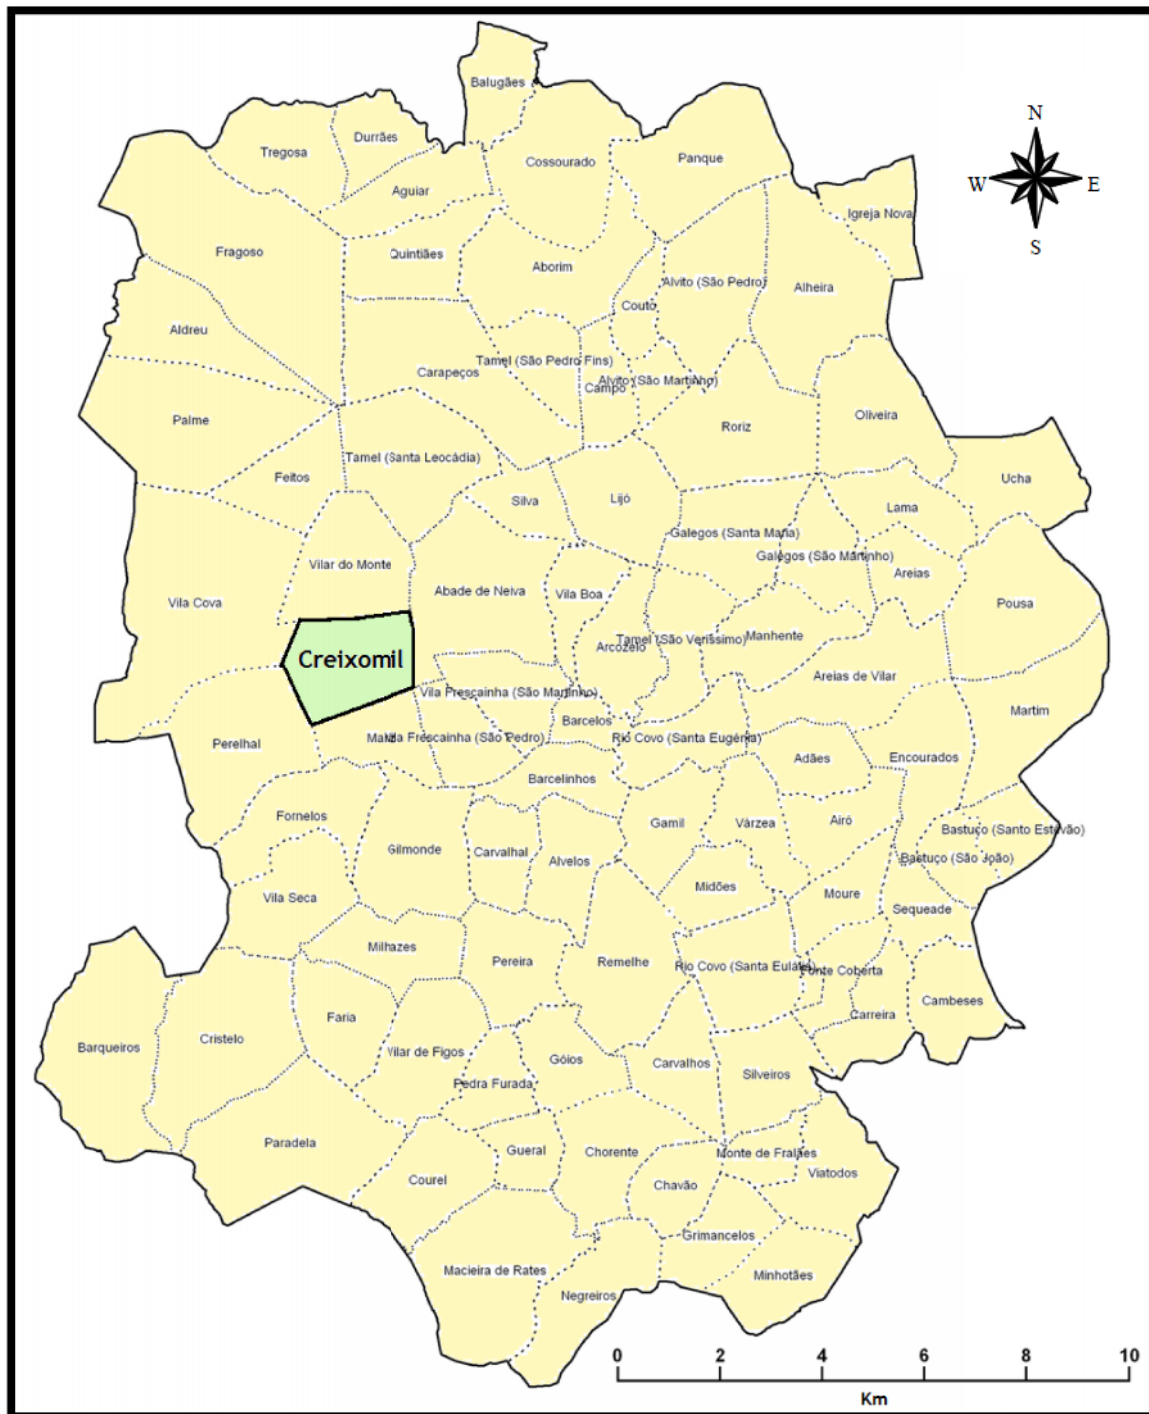 Balugães
N
Durrães
Tregosa
Cossourado
Panque
W
E
Aguiar
Igreja Nova
S
Fragoso
Quintiães
Aborim
Alvito (São Pedro)
Alheira
Couto
Aldreu
Tamel (São Pedro Fins)
Carapeços
Alvito (São Martinho)
Campo
Palme
Oliveira
Roriz
Tamel (Santa Leocádia)
Feitos
Ucha
Silva
Lijó
Lama
Galegos (Santa Maria)
Galegos (São Martinho)
Vilar do Monte
Areias
Abade de Neiva
Vila Boa
Vila Cova
Pousa
Tamel (São Veríssimo)
Manhente
Arcozelo
Creixomil
Areias de Vilar
Vila Frescainha (São Martinho)
Martim
Barcelos
Perelhal
Vila Frescainha (São Pedro)
Rio Covo (Santa Eugénia)
Adães
Encourados
Barcelinhos
Fornelos
Gamil
Várzea
Airó
Bastuço (Santo Estêvão)
Gilmonde
Carvalhal
Alvelos
Bastuço (São João)
Midões
Moure
Vila Seca
Sequeade
Milhazes
Pereira
Remelhe
Rio Covo (Santa Eulália)
Fonte Coberta
Cambeses
Carreira
Faria
Cristelo
Barqueiros
Vilar de Figos
Góios
Carvalhos
Silveiros
Pedra Furada
Paradela
Gueral
Chorente
Monte de Fralães
Viatodos
Courel
Chavão
Grimancelos
Macieira de Rates
Minhotães
Negreiros
0 2 4 6 8 10
Km